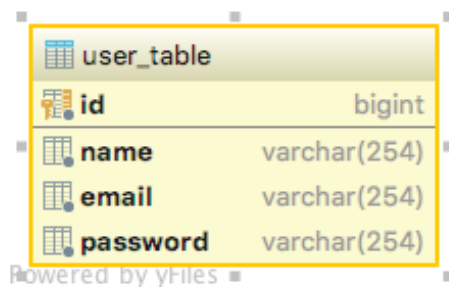 user_table
id bigint
name varchar(254)
email varchar(254)
password varchar(254)
Powered by yFiles